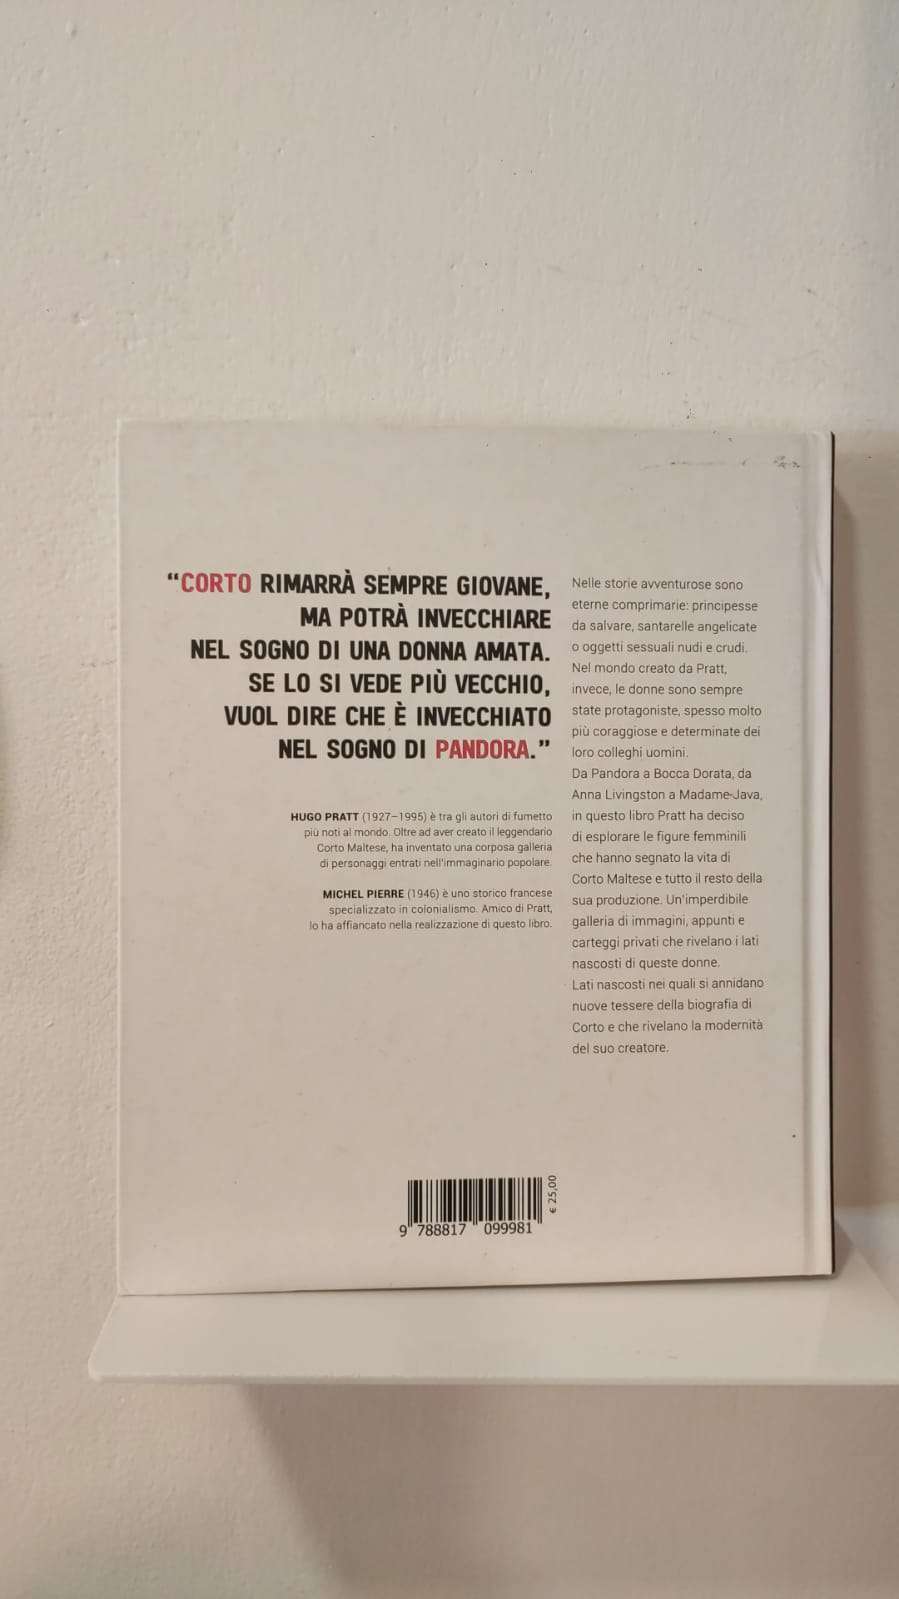 “CORTO RIMARRÀ SEMPRE GIOVANE,
MA POTRÀ INVECCHIARE
NEL SOGNO DI UNA DONNA AMATA.
SE LO SI VEDE PIÙ VECCHIO,
VUOL DIRE CHE È INVECCHIATO
NEL SOGNO DI PANDORA.”
HUGO PRATT (1927–1995) è tra gli autori di fumetto
più noti al mondo. Oltre ad aver creato il leggendario
Corto Maltese, ha inventato una corposa galleria
di personaggi entrati nell’immaginario popolare.
MICHEL PIERRE (1946) è uno storico francese
specializzato in colonialismo. Amico di Pratt,
lo ha affiancato nella realizzazione di questo libro.
Nelle storie avventurose sono
eterne comprimarie: principesse
da salvare, santarelle angelicate
o oggetti sessuali nudi e crudi.
Nel mondo creato da Pratt,
invece, le donne sono sempre
state protagoniste, spesso molto
più coraggiose e determinate dei
loro colleghi uomini.
Da Pandora a Bocca Dorata, da
Anna Livingston a Madame-Java,
in questo libro Pratt ha deciso
di esplorare le figure femminili
che hanno segnato la vita di
Corto Maltese e tutto il resto della
sua produzione. Un’imperdibile
galleria di immagini, appunti e
carteggi privati che rivelano i lati
nascosti di queste donne.
Lati nascosti nei quali si annidano
nuove tessere della biografia di
Corto e che rivelano la modernità
del suo creatore.
€ 25,00
9 788817 099981